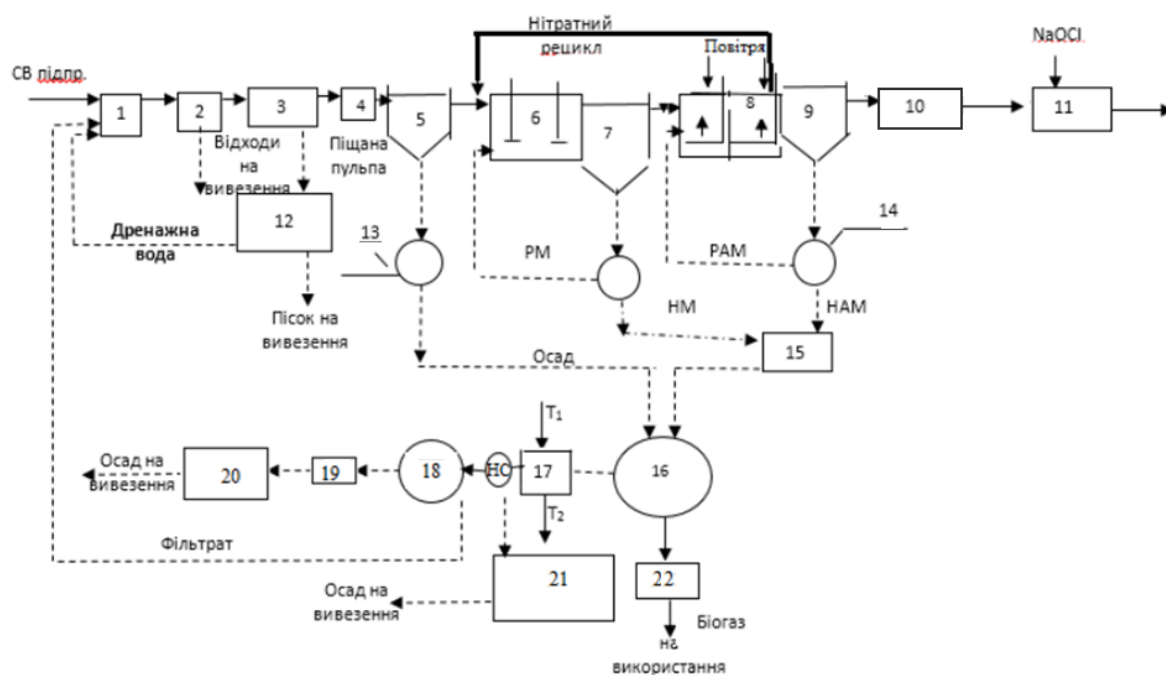 Нітратний
рецикл
Повітря
NaOCl
СВ підпр.
1
2
3
4
5
6
7
8
9
10
11
Відходи
на
вивезення
Піщана
пульпа
12
Дренажна
вода
13
14
РМ
РАМ
Пісок на
вивезення
НМ
НАМ
15
Осад
T₁
Осад на
вивезення
20
19
18
НС
17
16
T₂
Фільтрат
21
22
Осад на
вивезення
Біогаз
на
використання